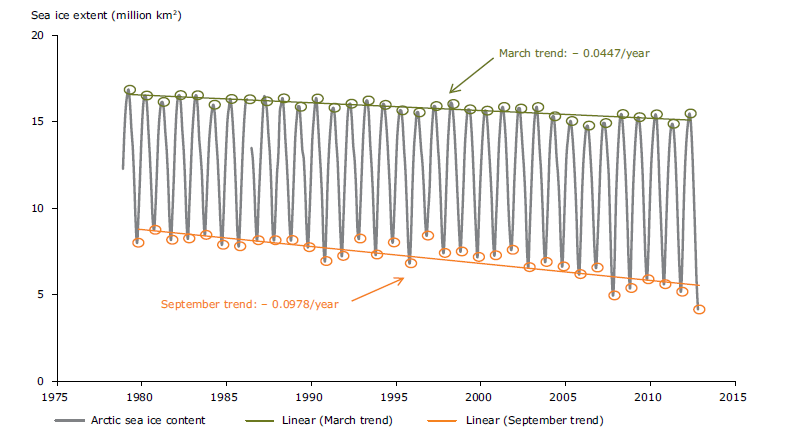 Sea ice extent (million km²)
20
March trend: – 0.0447/year
15
10
5
September trend: – 0.0978/year
0
1975 1980 1985 1990 1995 2000 2005 2010 2015
Arctic sea ice content Linear (March trend) Linear (September trend)